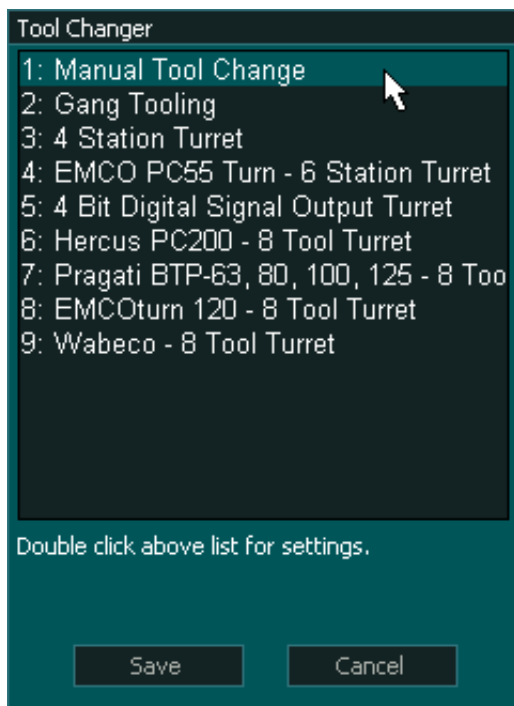 Tool Changer
1: Manual Tool Change
2: Gang Tooling
3: 4 Station Turret
4: EMCO PC55 Turn - 6 Station Turret
5: 4 Bit Digital Signal Output Turret
6: Hercus PC200 - 8 Tool Turret
7: Pragati BTP-63, 80, 100, 125 - 8 Too
8: EMCOturn 120 - 8 Tool Turret
9: Wabeco - 8 Tool Turret
Double click above list for settings.
Save Cancel